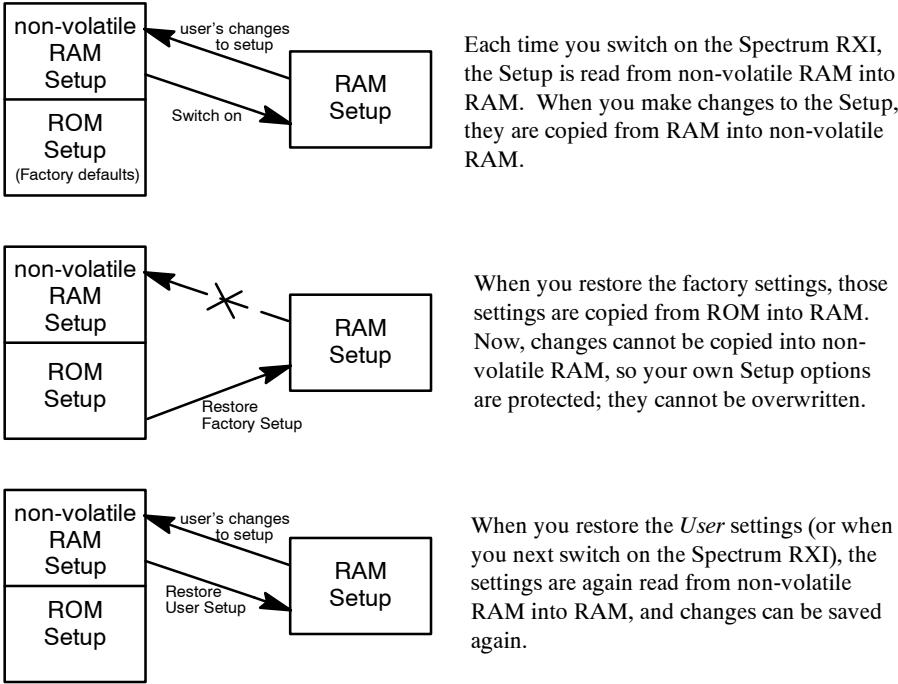 non-volatile
RAM
Setup
ROM
Setup
(Factory defaults)
user's changes
to setup
Switch on
RAM
Setup
Each time you switch on the Spectrum RXI,
the Setup is read from non-volatile RAM into
RAM. When you make changes to the Setup,
they are copied from RAM into non-volatile
RAM.
non-volatile
RAM
Setup
ROM
Setup
Restore
Factory Setup
RAM
Setup
When you restore the factory settings, those
settings are copied from ROM into RAM.
Now, changes cannot be copied into non-
volatile RAM, so your own Setup options
are protected; they cannot be overwritten.
non-volatile
RAM
Setup
ROM
Setup
user's changes
to setup
Restore
User Setup
RAM
Setup
When you restore the User settings (or when
you next switch on the Spectrum RXI), the
settings are again read from non-volatile
RAM into RAM, and changes can be saved
again.